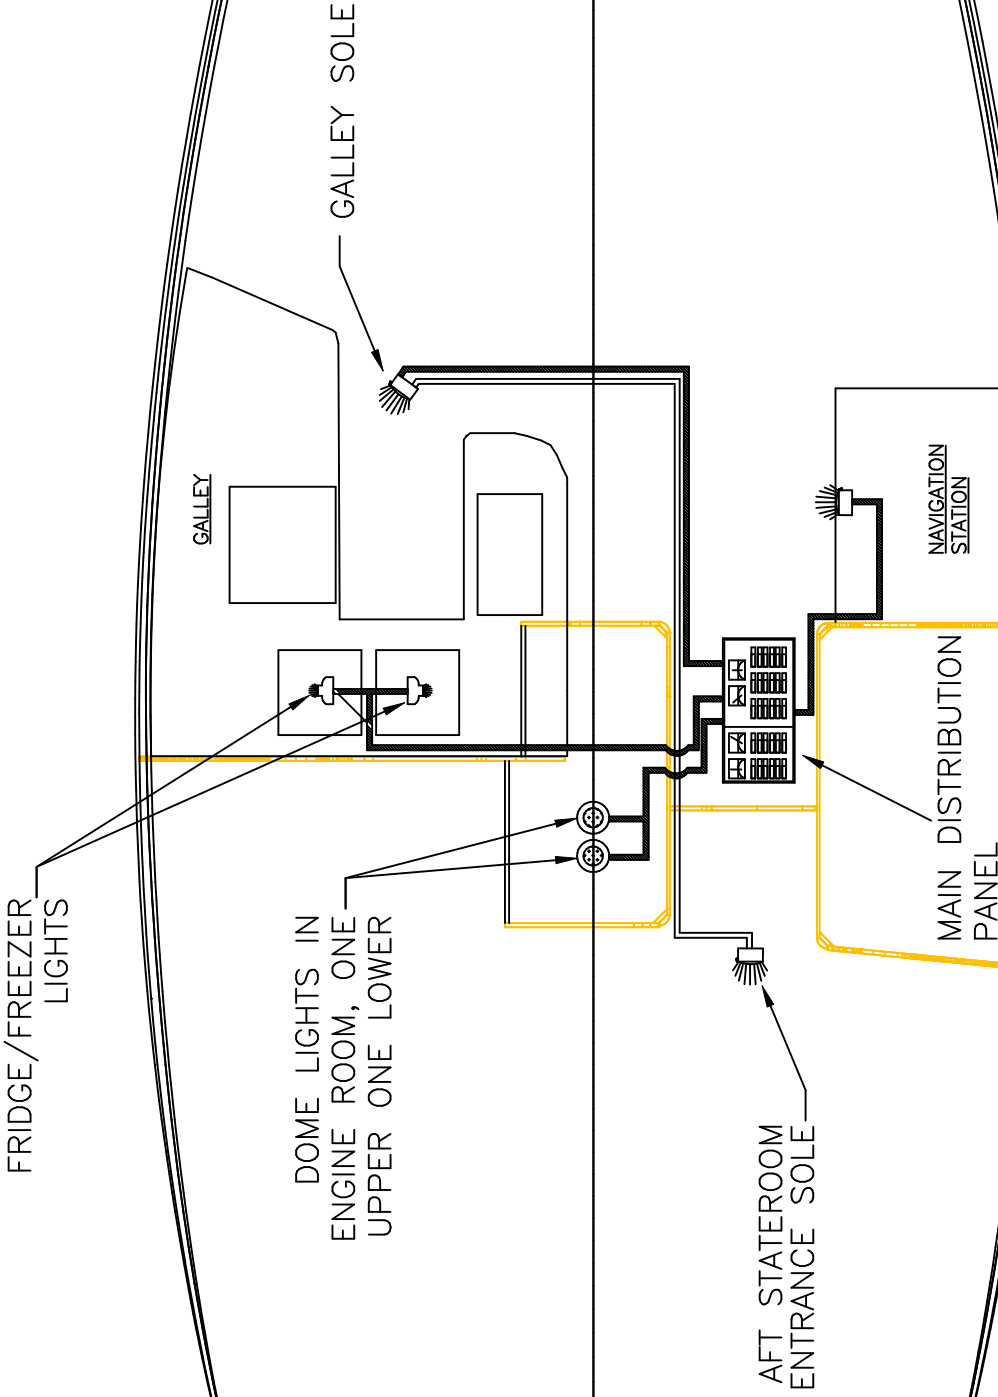 FRIDGE/FREEZER
LIGHTS
DOME LIGHTS IN
ENGINE ROOM, ONE
UPPER ONE LOWER
GALLEY
GALLEY SOLE
AFT STATEROOM
ENTRANCE SOLE
MAIN DISTRIBUTION
PANEL
NAVIGATION
STATION